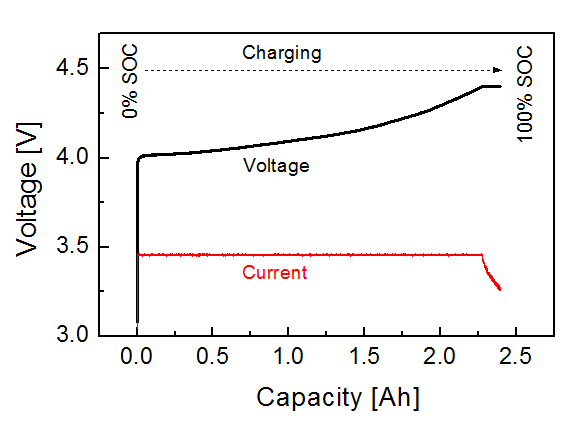 Charging
0% SOC
100% SOC
4.5
4.0
3.5
3.0
Voltage [V]
Voltage
Current
0.0 0.5 1.0 1.5 2.0 2.5
Capacity [Ah]